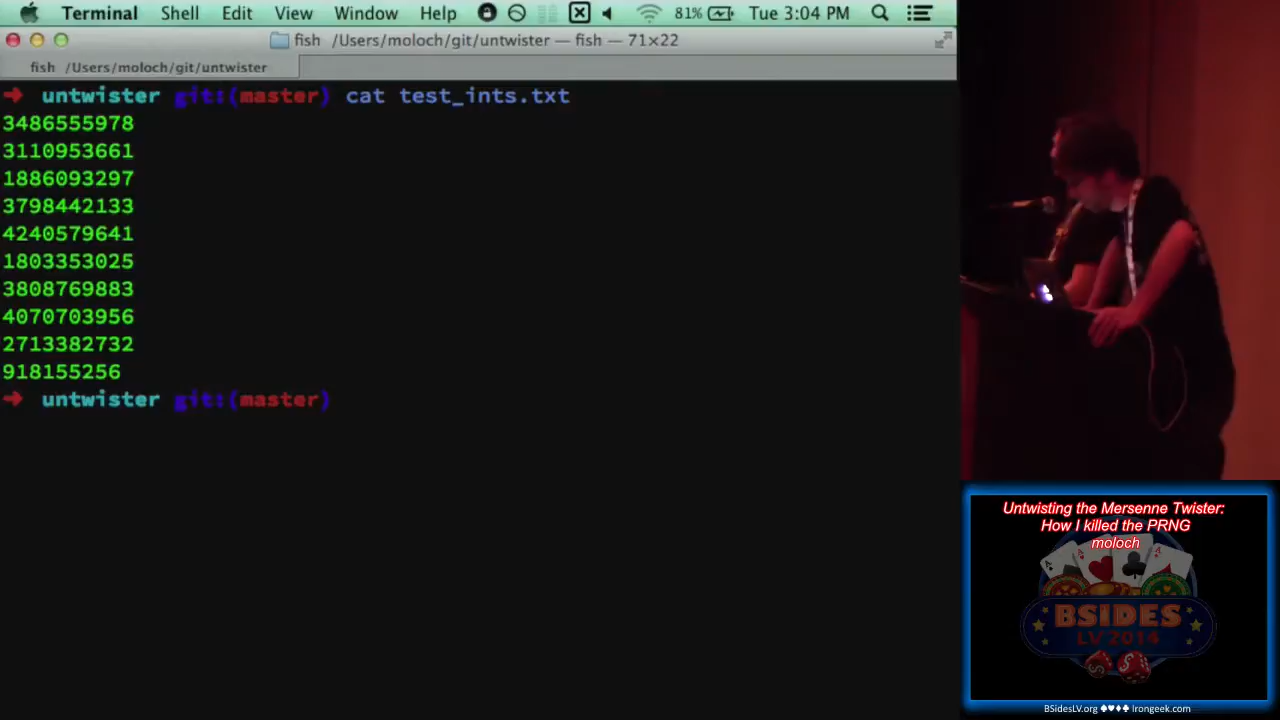 Terminal Shell Edit View Window Help 81% Tue 3:04 PM
fish /Users/moloch/git/untwister — fish — 71×22
fish /Users/moloch/git/untwister
➜ untwister git:(master) cat test_ints.txt
3486555978
3110953661
1886093297
3798442133
4240579641
1803353025
3808769883
4070703956
2713382732
918155256
➜ untwister git:(master)
Untwisting the Mersenne Twister:
How I killed the PRNG
moloch
BSIDES
LV 2014
BSidesLV.org ♠♥♦♣ Irongeek.com